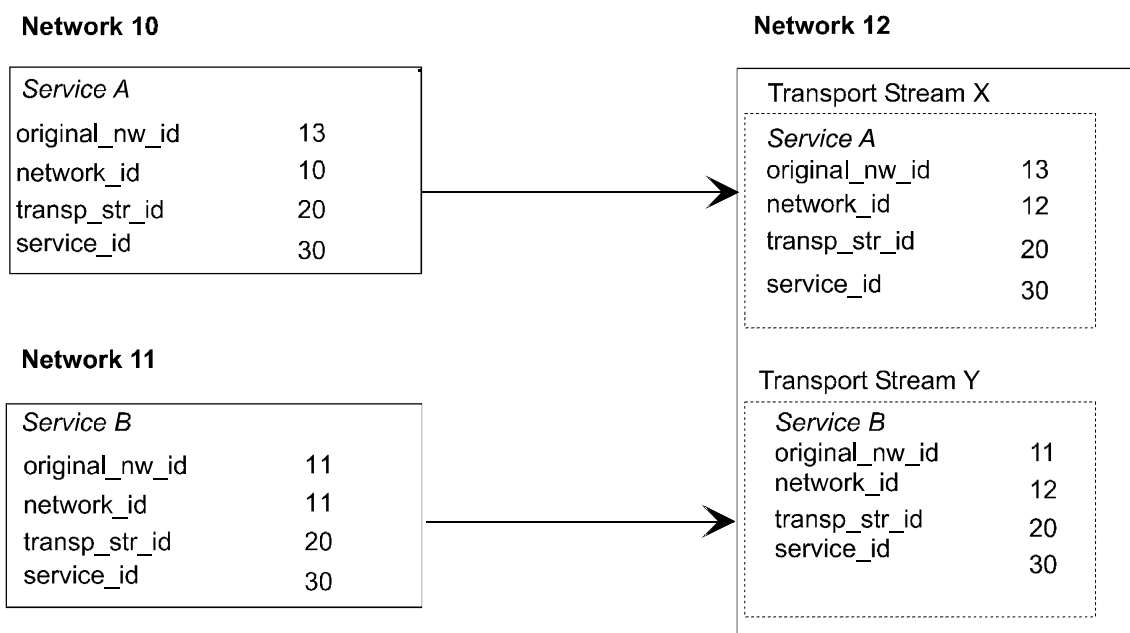 Network 10
Service A
original_nw_id 13
network_id 10
transp_str_id 20
service_id 30
Network 11
Service B
original_nw_id 11
network_id 11
transp_str_id 20
service_id 30
Network 12
Transport Stream X
Service A
original_nw_id 13
network_id 12
transp_str_id 20
service_id 30
Transport Stream Y
Service B
original_nw_id 11
network_id 12
transp_str_id 20
service_id 30